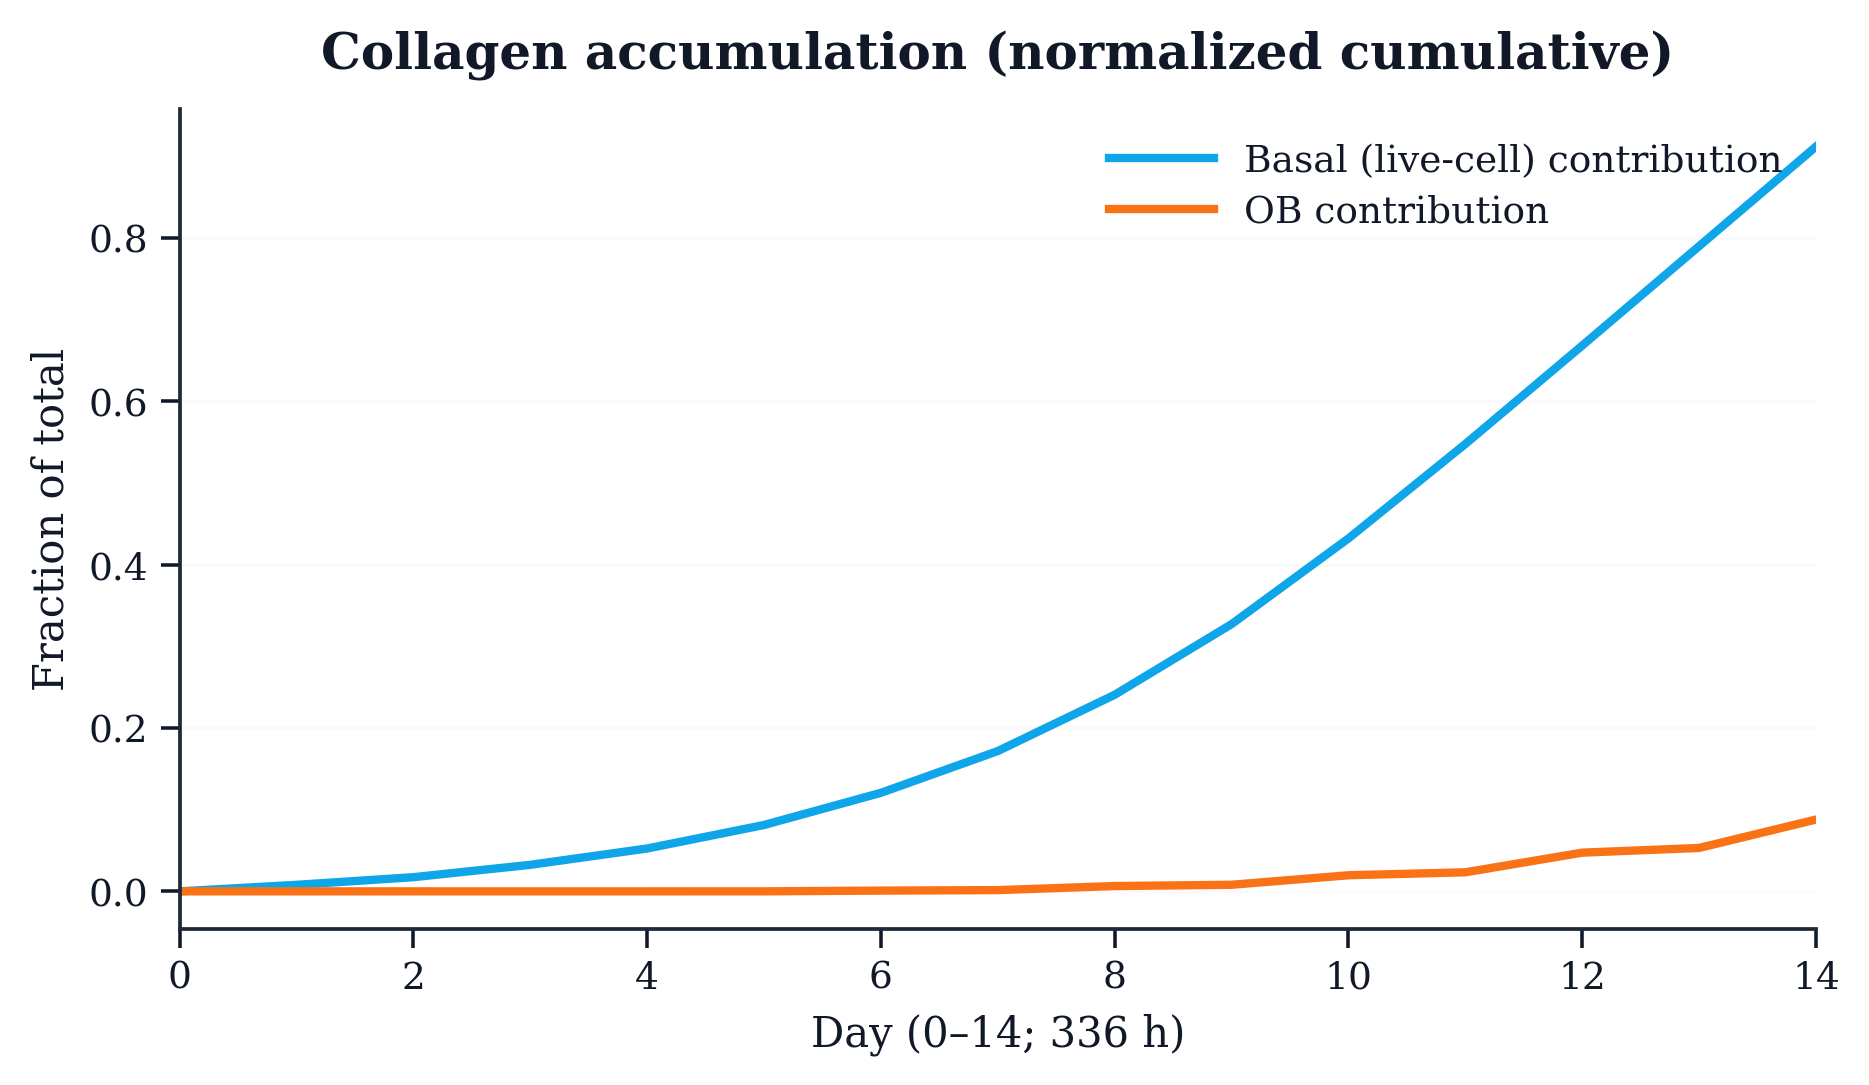 Collagen accumulation (normalized cumulative)
Basal (live-cell) contribution
OB contribution
Fraction of total
0.8
0.6
0.4
0.2
0.0
0 2 4 6 8 10 12 14
Day (0–14; 336 h)